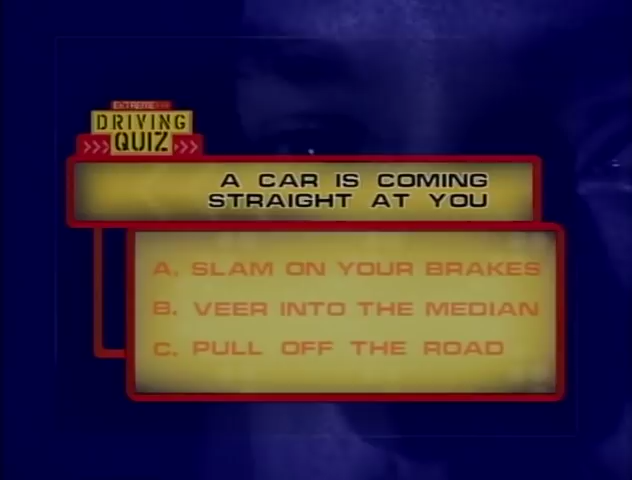 EXTREME
DRIVING
QUIZ
A CAR IS COMING
STRAIGHT AT YOU
A. SLAM ON YOUR BRAKES
B. VEER INTO THE MEDIAN
C. PULL OFF THE ROAD